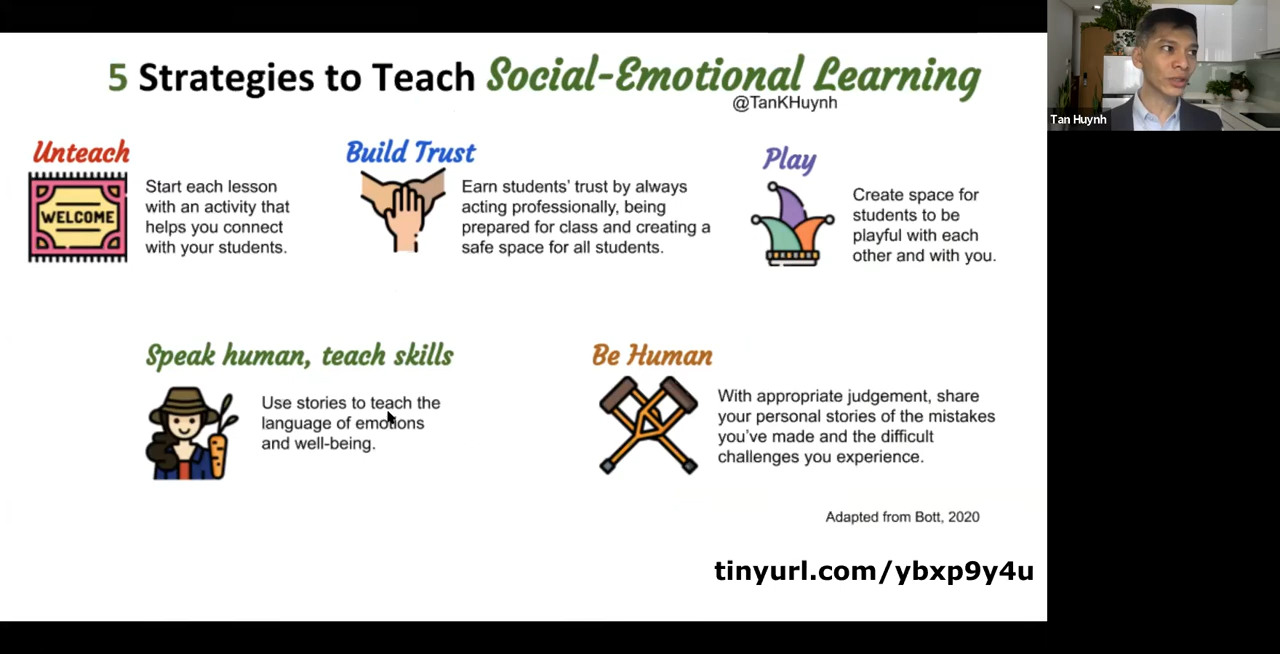 5 Strategies to Teach Social-Emotional Learning
@TanKHuynh
Tan Huynh
Unteach
WELCOME
Start each lesson
with an activity that
helps you connect
with your students.
Build Trust
Earn students’ trust by always
acting professionally, being
prepared for class and creating a
safe space for all students.
Play
Create space for
students to be
playful with each
other and with you.
Speak human, teach skills
Use stories to teach the
language of emotions
and well-being.
Be Human
With appropriate judgement, share
your personal stories of the mistakes
you’ve made and the difficult
challenges you experience.
Adapted from Bott, 2020
tinyurl.com/ybxp9y4u